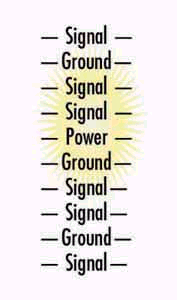 — Signal —
— Ground —
— Signal —
— Signal —
— Power —
— Ground —
— Signal —
— Signal —
— Ground —
— Signal —